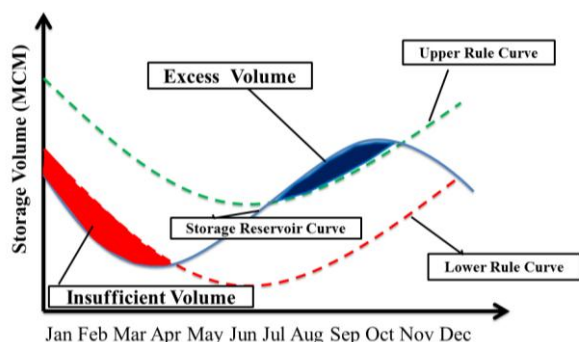 Upper Rule Curve
Excess Volume
Storage Volume (MCM)
Storage Reservoir Curve
Lower Rule Curve
Insufficient Volume
Jan Feb Mar Apr May Jun Jul Aug Sep Oct Nov Dec